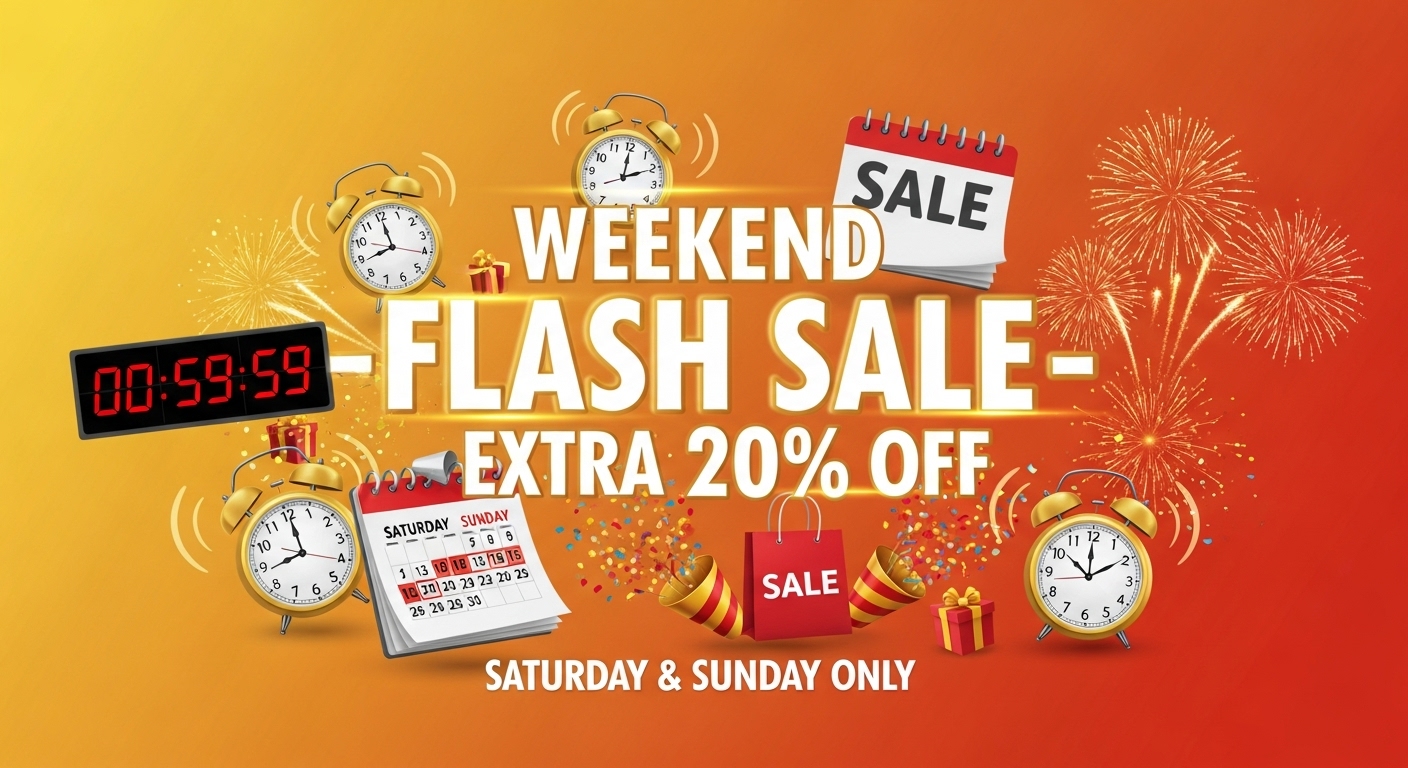 SALE
WEEKEND
-FLASH SALE-
00:59:59
EXTRA 20% OFF
SATURDAY SUNDAY
SALE
SATURDAY & SUNDAY ONLY